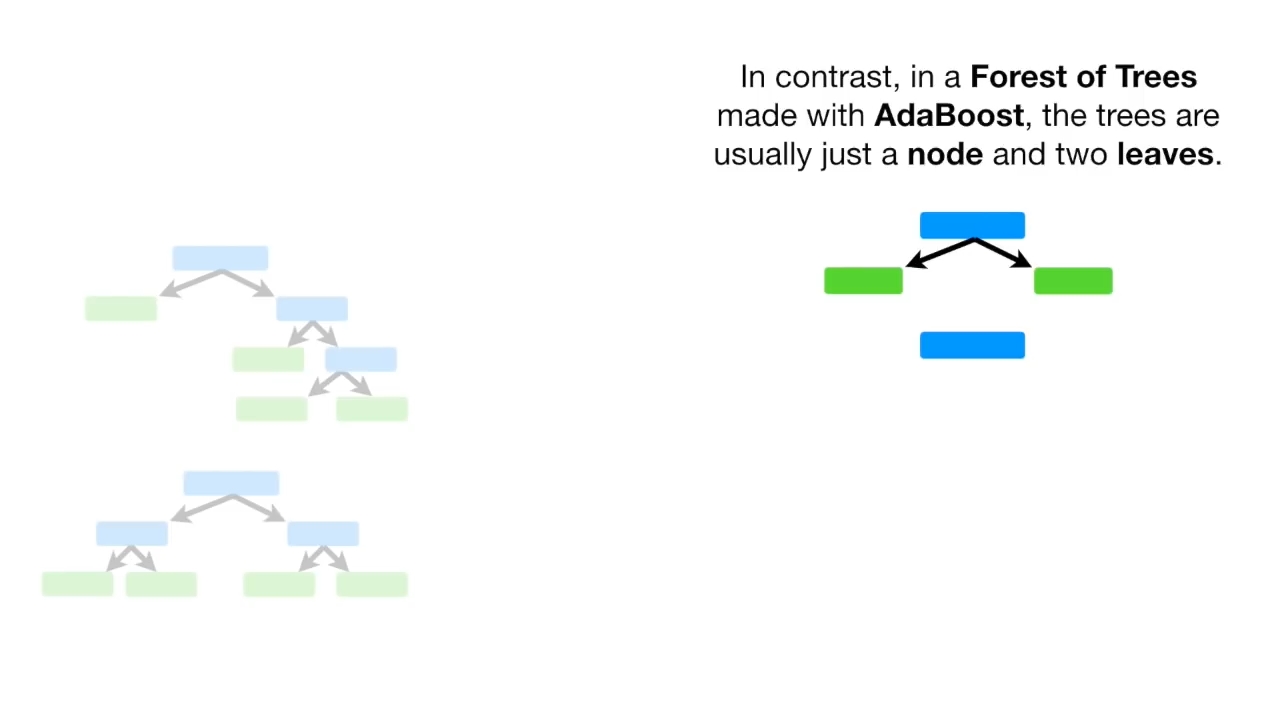 In contrast, in a Forest of Trees
made with AdaBoost, the trees are
usually just a node and two leaves.